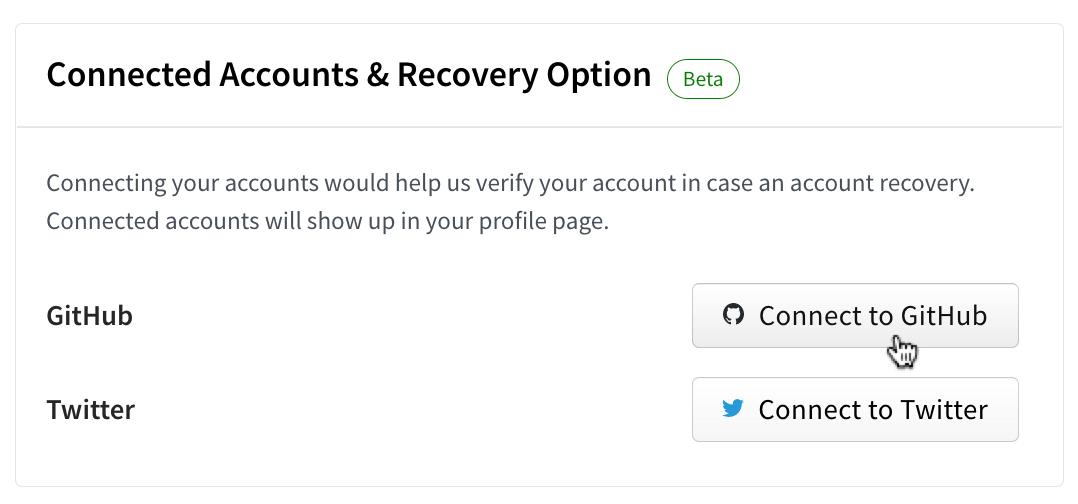 Connected Accounts & Recovery Option Beta
Connecting your accounts would help us verify your account in case an account recovery.
Connected accounts will show up in your profile page.
GitHub Connect to GitHub
Twitter Connect to Twitter